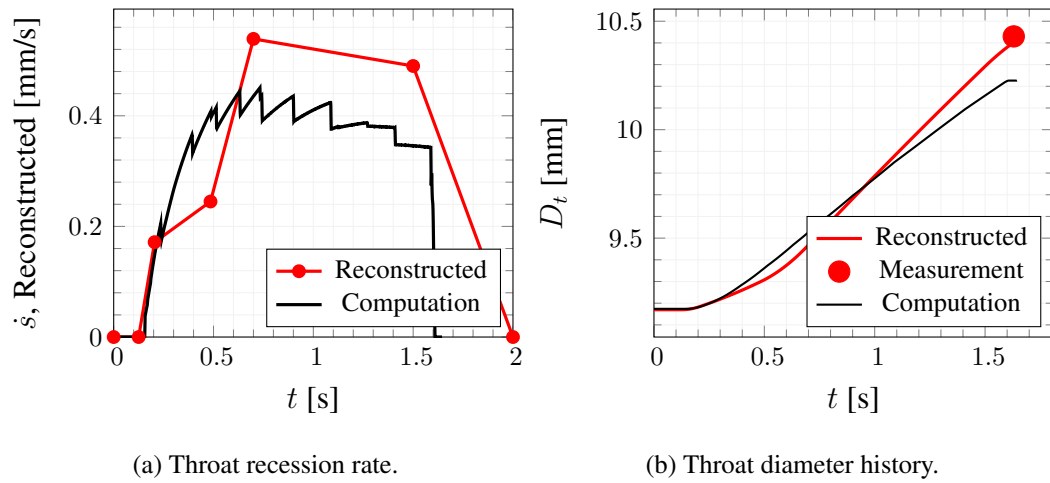 0
0.2
0.4
0
0.5
1
1.5
2
ṡ, Reconstructed [mm/s]
t [s]
Reconstructed
Computation
(a) Throat recession rate.
9.5
10
10.5
0
0.5
1
1.5
D_t [mm]
t [s]
Reconstructed
Measurement
Computation
(b) Throat diameter history.